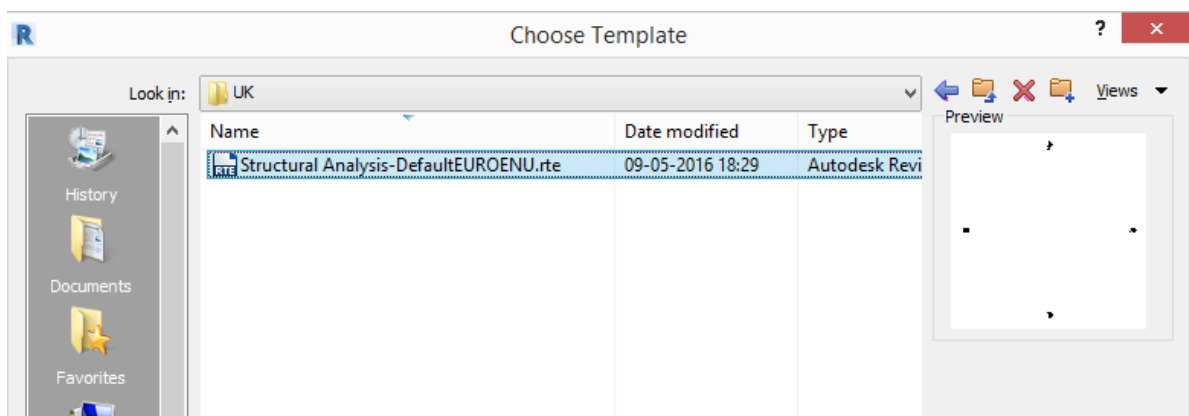 R
Choose Template
?
Look in:
UK
Views
Preview
Name
Date modified
Type
RTE
Structural Analysis-DefaultEUROENU.rte
09-05-2016 18:29
Autodesk Revi
History
Documents
Favorites